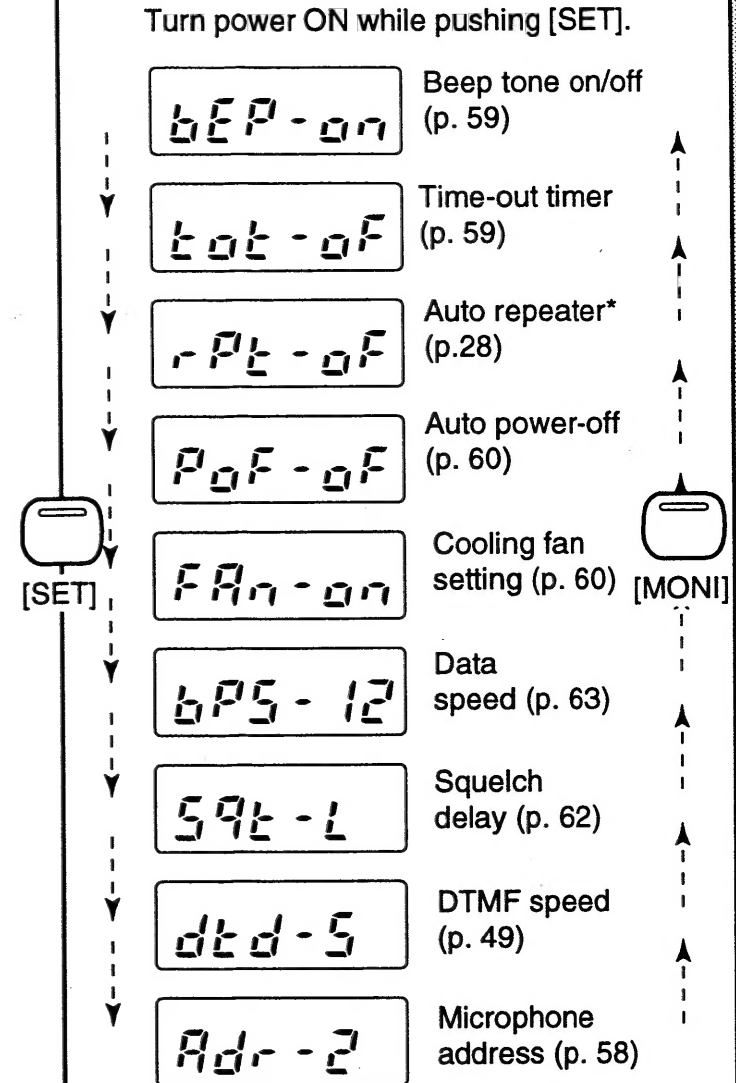 Turn power ON while pushing [SET].
bEP-on
Beep tone on/off
(p. 59)
tot-oF
Time-out timer
(p. 59)
rPt-oF
Auto repeater*
(p.28)
PoF-oF
Auto power-off
(p. 60)
FAn-on
Cooling fan
setting (p. 60)
[SET]
[MONI]
bPS-12
Data
speed (p. 63)
Sqt-L
Squelch
delay (p. 62)
dtd-5
DTMF speed
(p. 49)
Adr-2
Microphone
address (p. 58)